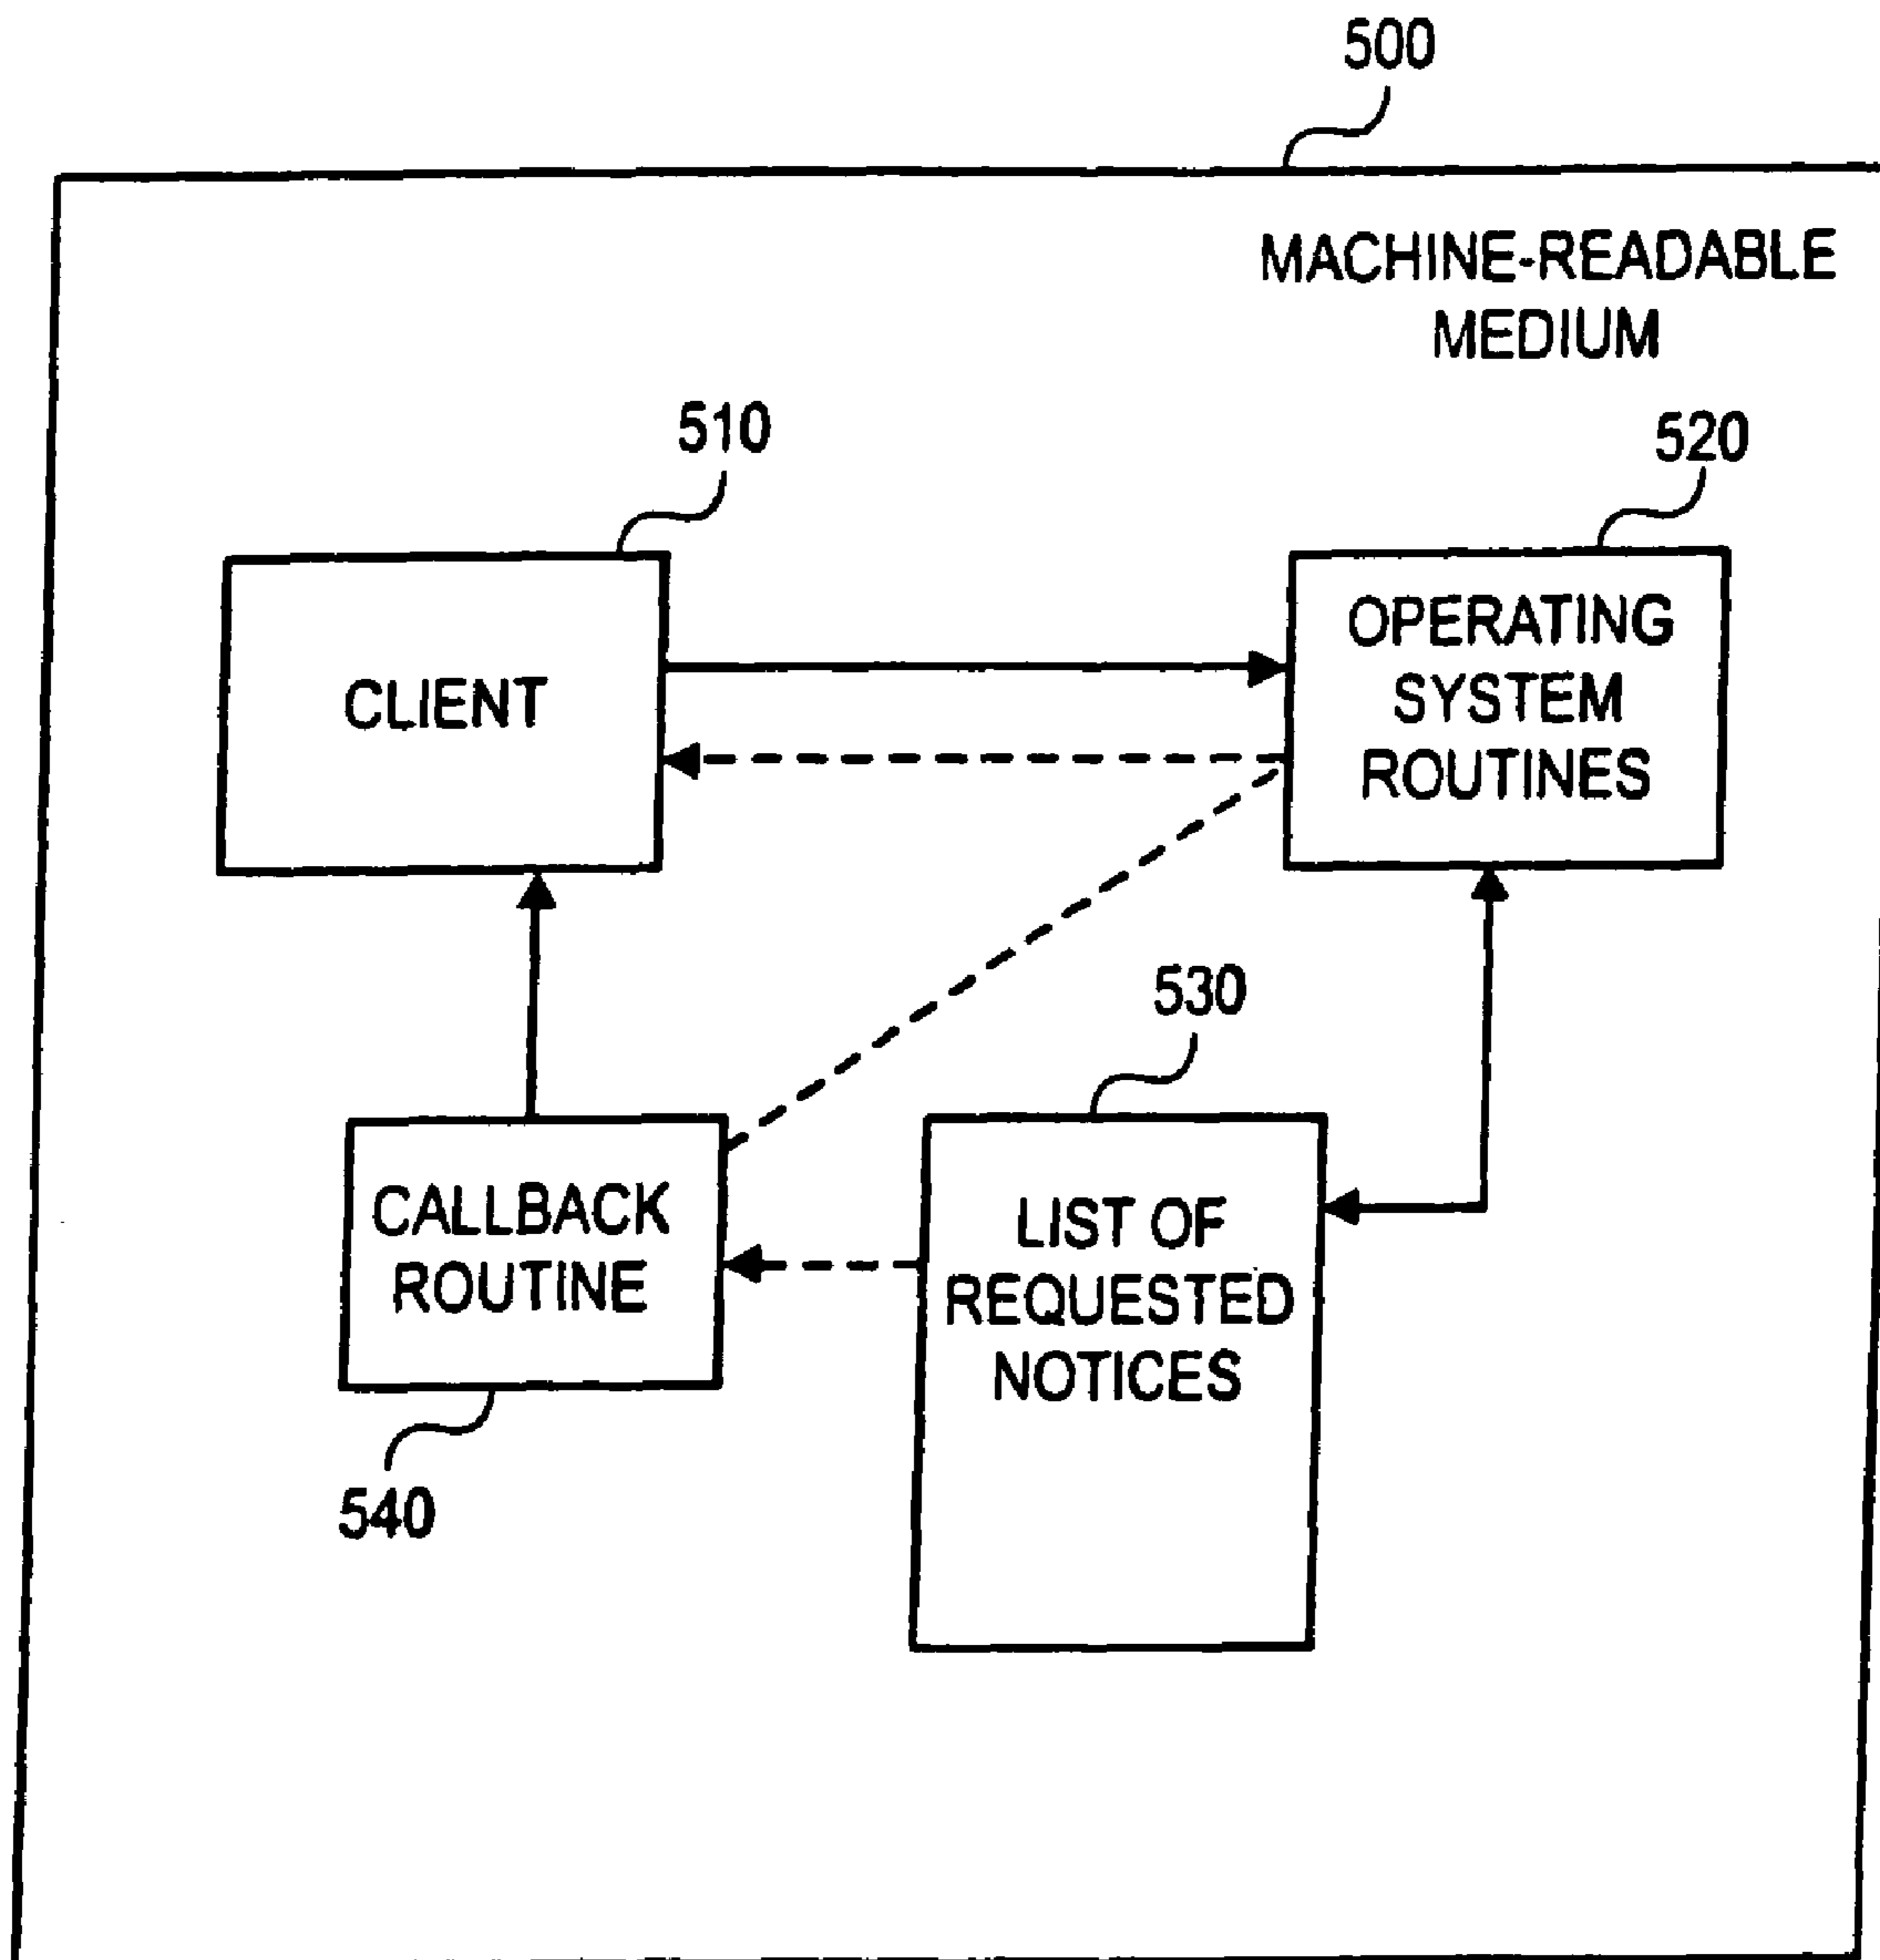 500
MACHINE-READABLE
MEDIUM
510
520
CLIENT
OPERATING
SYSTEM
ROUTINES
530
CALLBACK
ROUTINE
LIST OF
REQUESTED
NOTICES
540